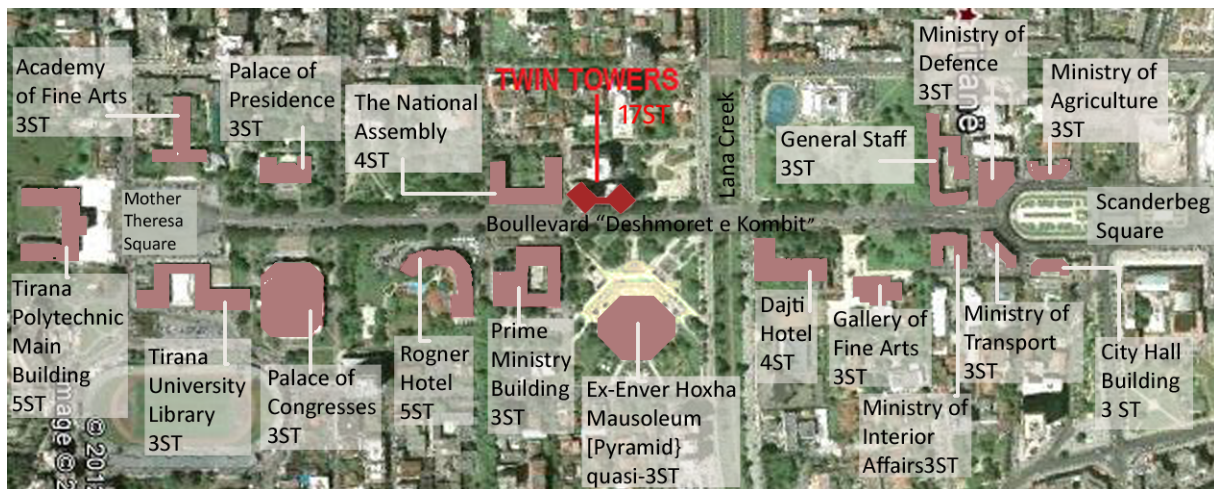 Academy
of Fine Arts
3ST
Palace of
Presidence
3ST
The National
Assembly
4ST
TWIN TOWERS
17ST
Lana Creek
General Staff
3ST
Ministry of
Defence
3ST
Ministry of
Agriculture
3ST
Mother
Theresa
Square
Boullevard “Deshmoret e Kombit”
Scanderbeg
Square
Tirana
Polytechnic
Main
Building
5ST
Tirana
University
Library
3ST
Palace of
Congresses
3ST
Rogner
Hotel
5ST
Prime
Ministry
Building
3ST
Ex-Enver Hoxha
Mausoleum
[Pyramid}
quasi-3ST
Dajti
Hotel
4ST
Gallery of
Fine Arts
3ST
Ministry of
Interior
Affairs3ST
Ministry of
Transport
3ST
City Hall
Building
3 ST